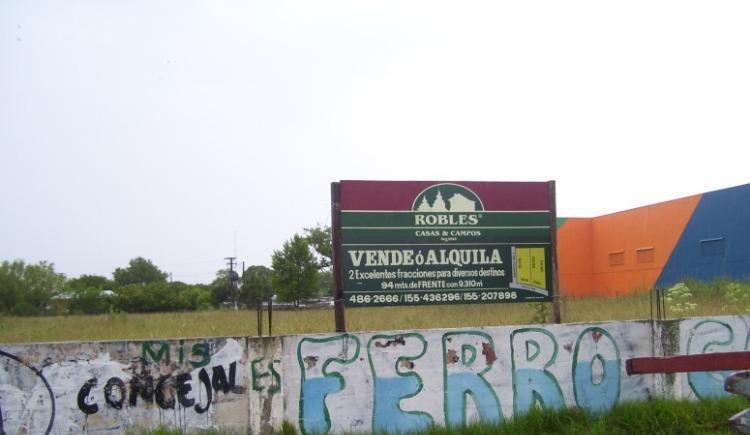 ROBLES
CASAS & CAMPOS
VENDE ó ALQUILA
2 Excelentes fracciones para diversos destinos
94 mts. de FRENTE con 9.310 m²
486-2666 / 155-436296 / 155-207898
MIS
CONCEJAL ES FERRO C